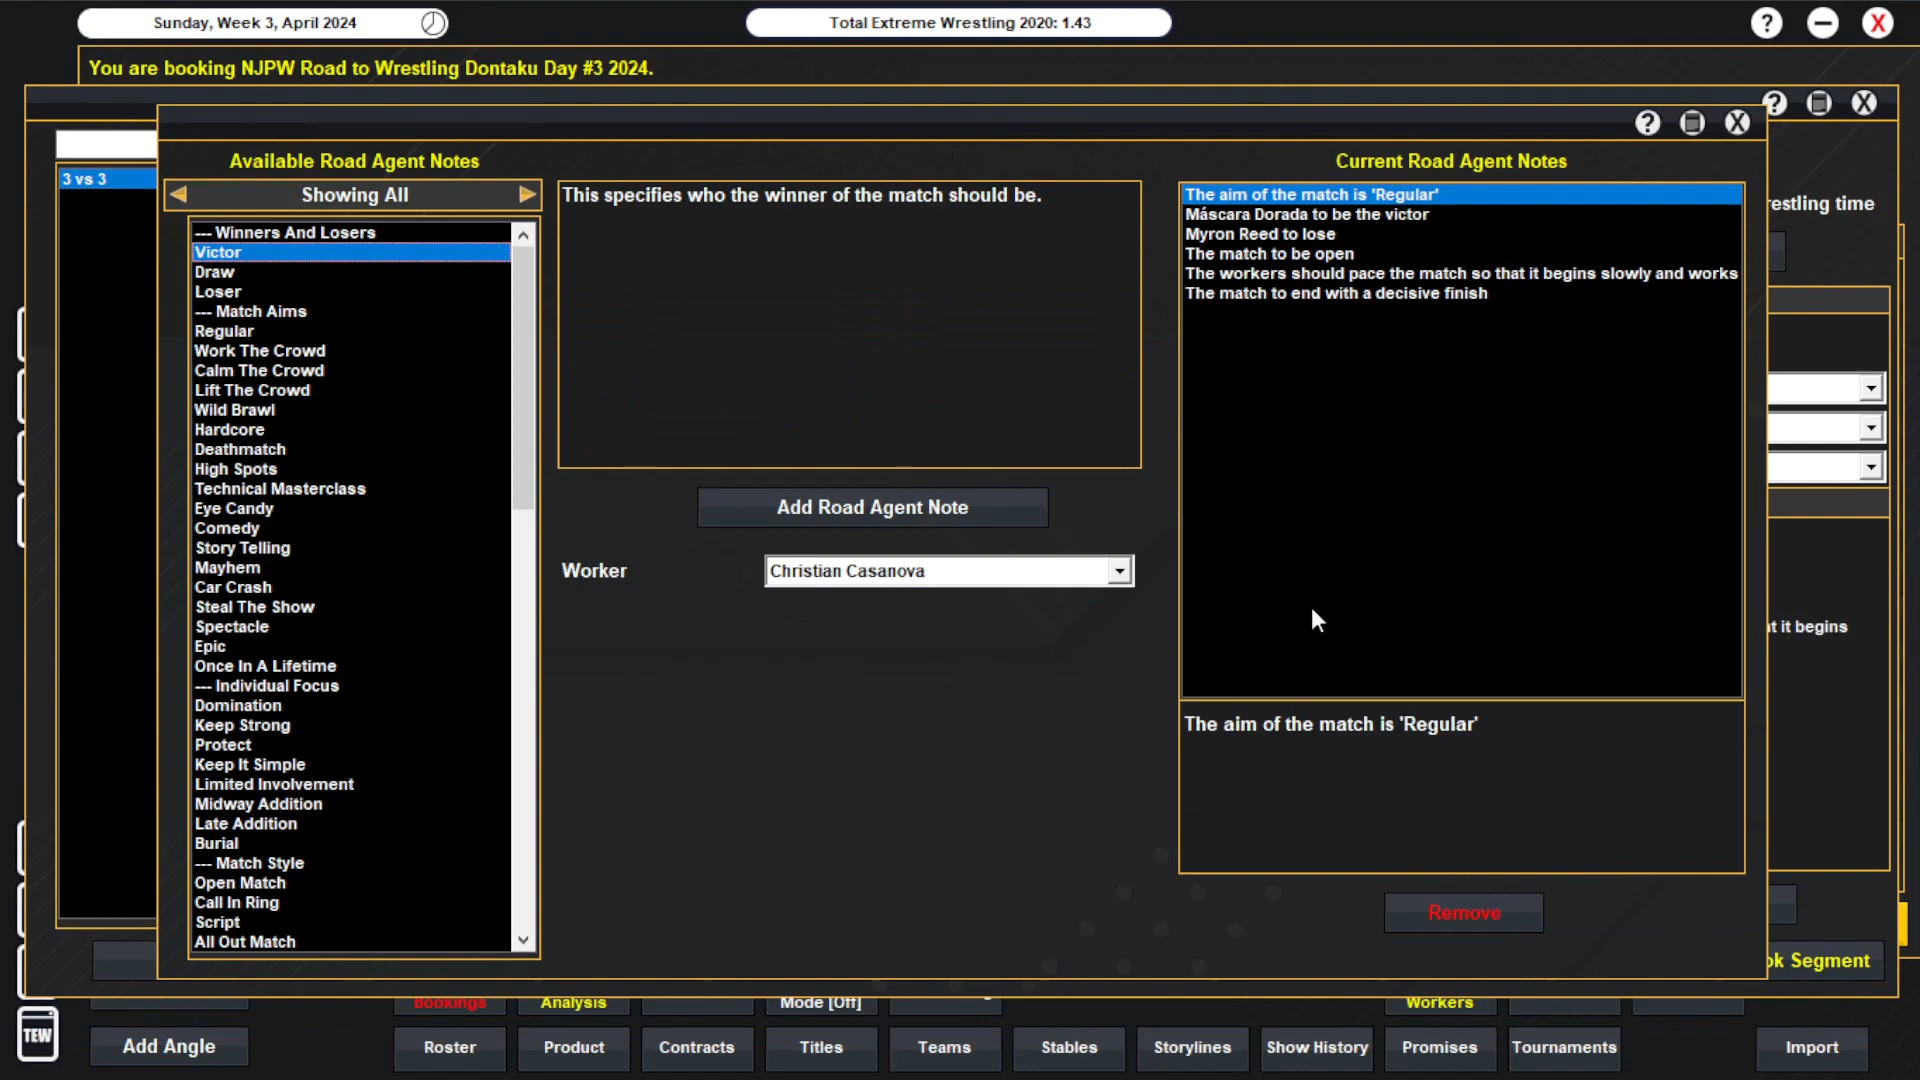 Sunday, Week 3, April 2024
Total Extreme Wrestling 2020: 1.43
You are booking NJPW Road to Wrestling Dontaku Day #3 2024.
3 vs 3
Available Road Agent Notes
Showing All
--- Winners And Losers
Victor
Draw
Loser
--- Match Aims
Regular
Work The Crowd
Calm The Crowd
Lift The Crowd
Wild Brawl
Hardcore
Deathmatch
High Spots
Technical Masterclass
Eye Candy
Comedy
Story Telling
Mayhem
Car Crash
Steal The Show
Spectacle
Epic
Once In A Lifetime
--- Individual Focus
Domination
Keep Strong
Protect
Keep It Simple
Limited Involvement
Midway Addition
Late Addition
Burial
--- Match Style
Open Match
Call In Ring
Script
All Out Match
This specifies who the winner of the match should be.
Add Road Agent Note
Worker
Christian Casanova
Current Road Agent Notes
The aim of the match is 'Regular'
Máscara Dorada to be the victor
Myron Reed to lose
The match to be open
The workers should pace the match so that it begins slowly and works
The match to end with a decisive finish
The aim of the match is 'Regular'
Remove
restling time
it begins
ok Segment
Bookings
Analysis
Mode [Off]
Workers
TEW
Add Angle
Roster
Product
Contracts
Titles
Teams
Stables
Storylines
Show History
Promises
Tournaments
Import